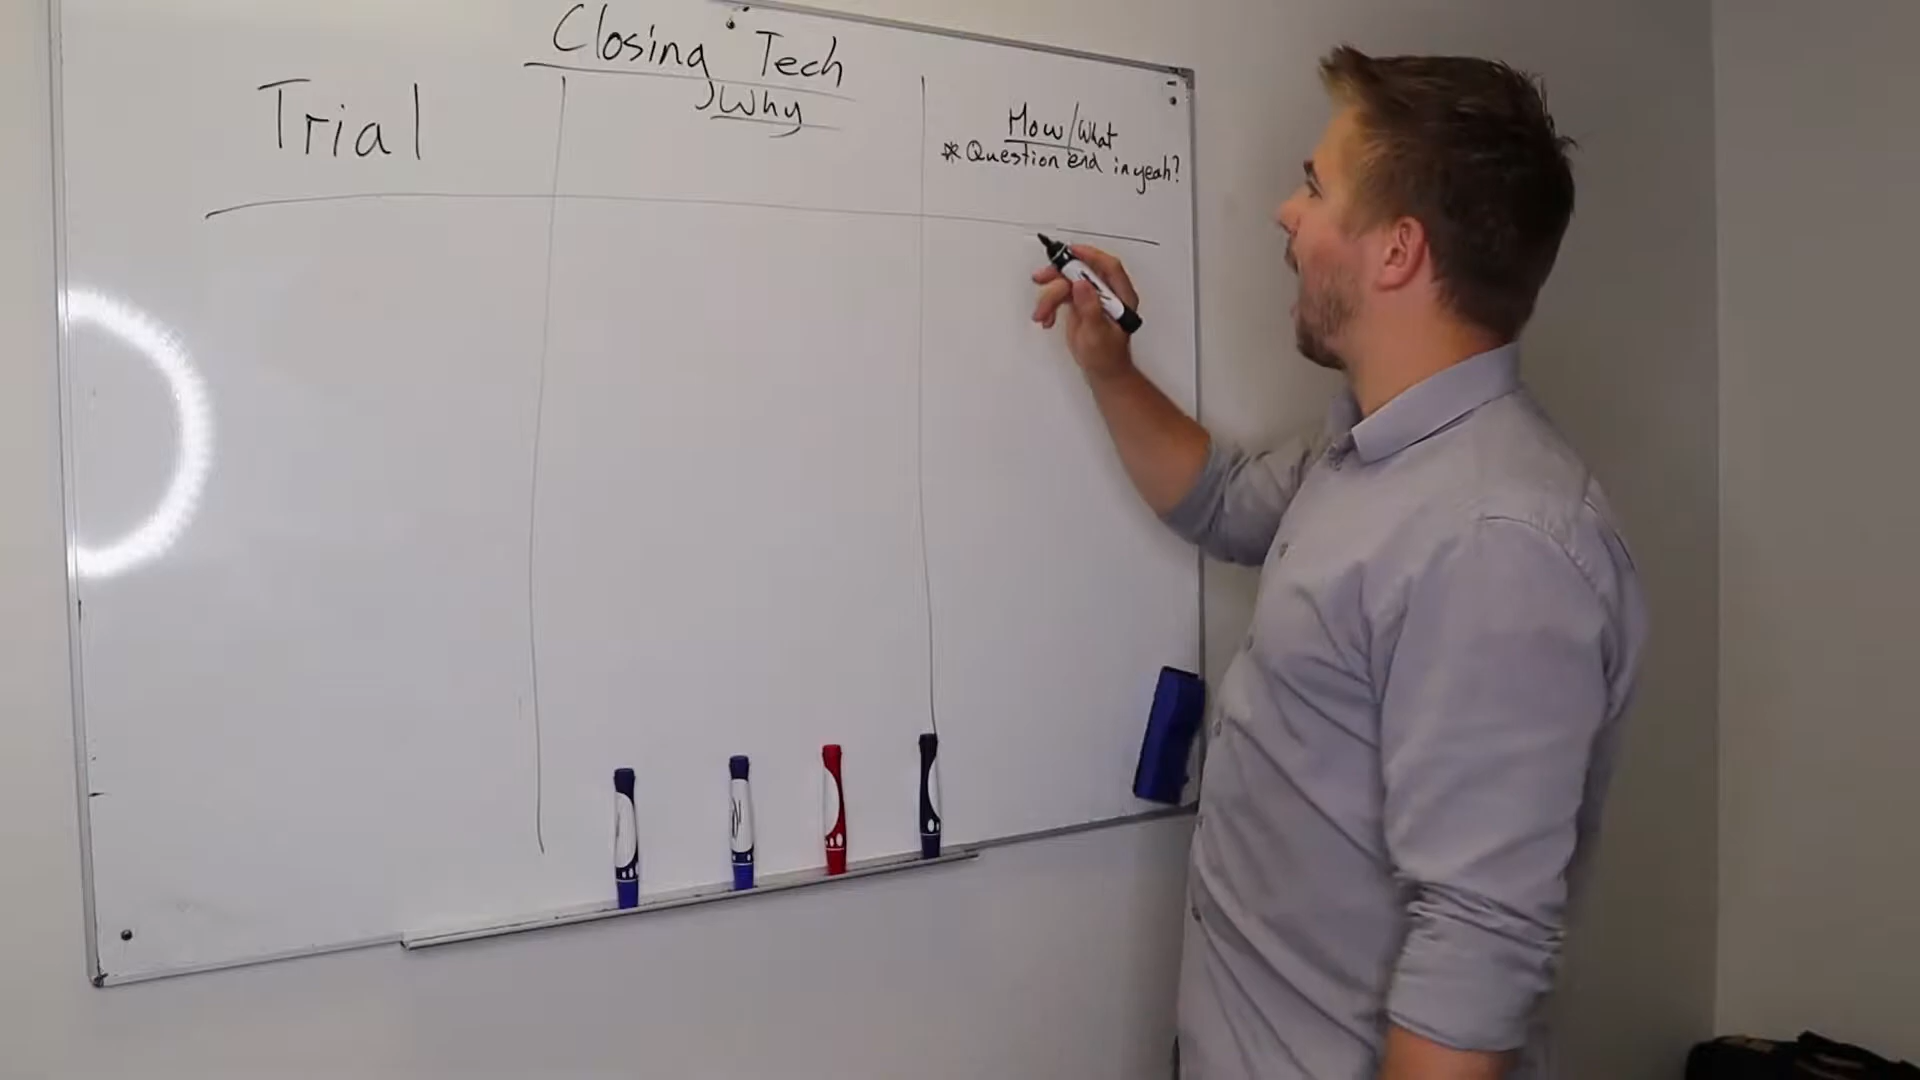 Closing Tech
Trial
Why
How/What
* Question end in yeah?